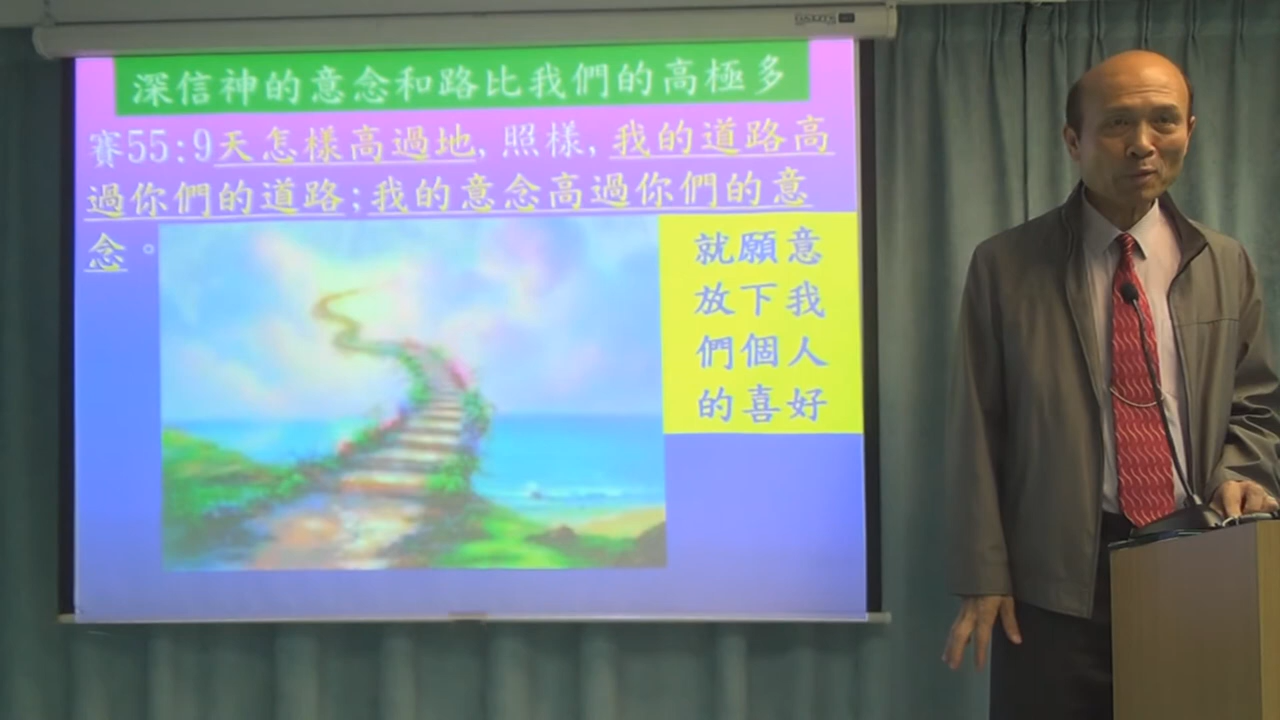 深信神的意念和路比我們的高極多
賽55:9天怎樣高過地,照樣,我的道路高
過你們的道路;我的意念高過你們的意
念。
就願意
放下我
們個人
的喜好